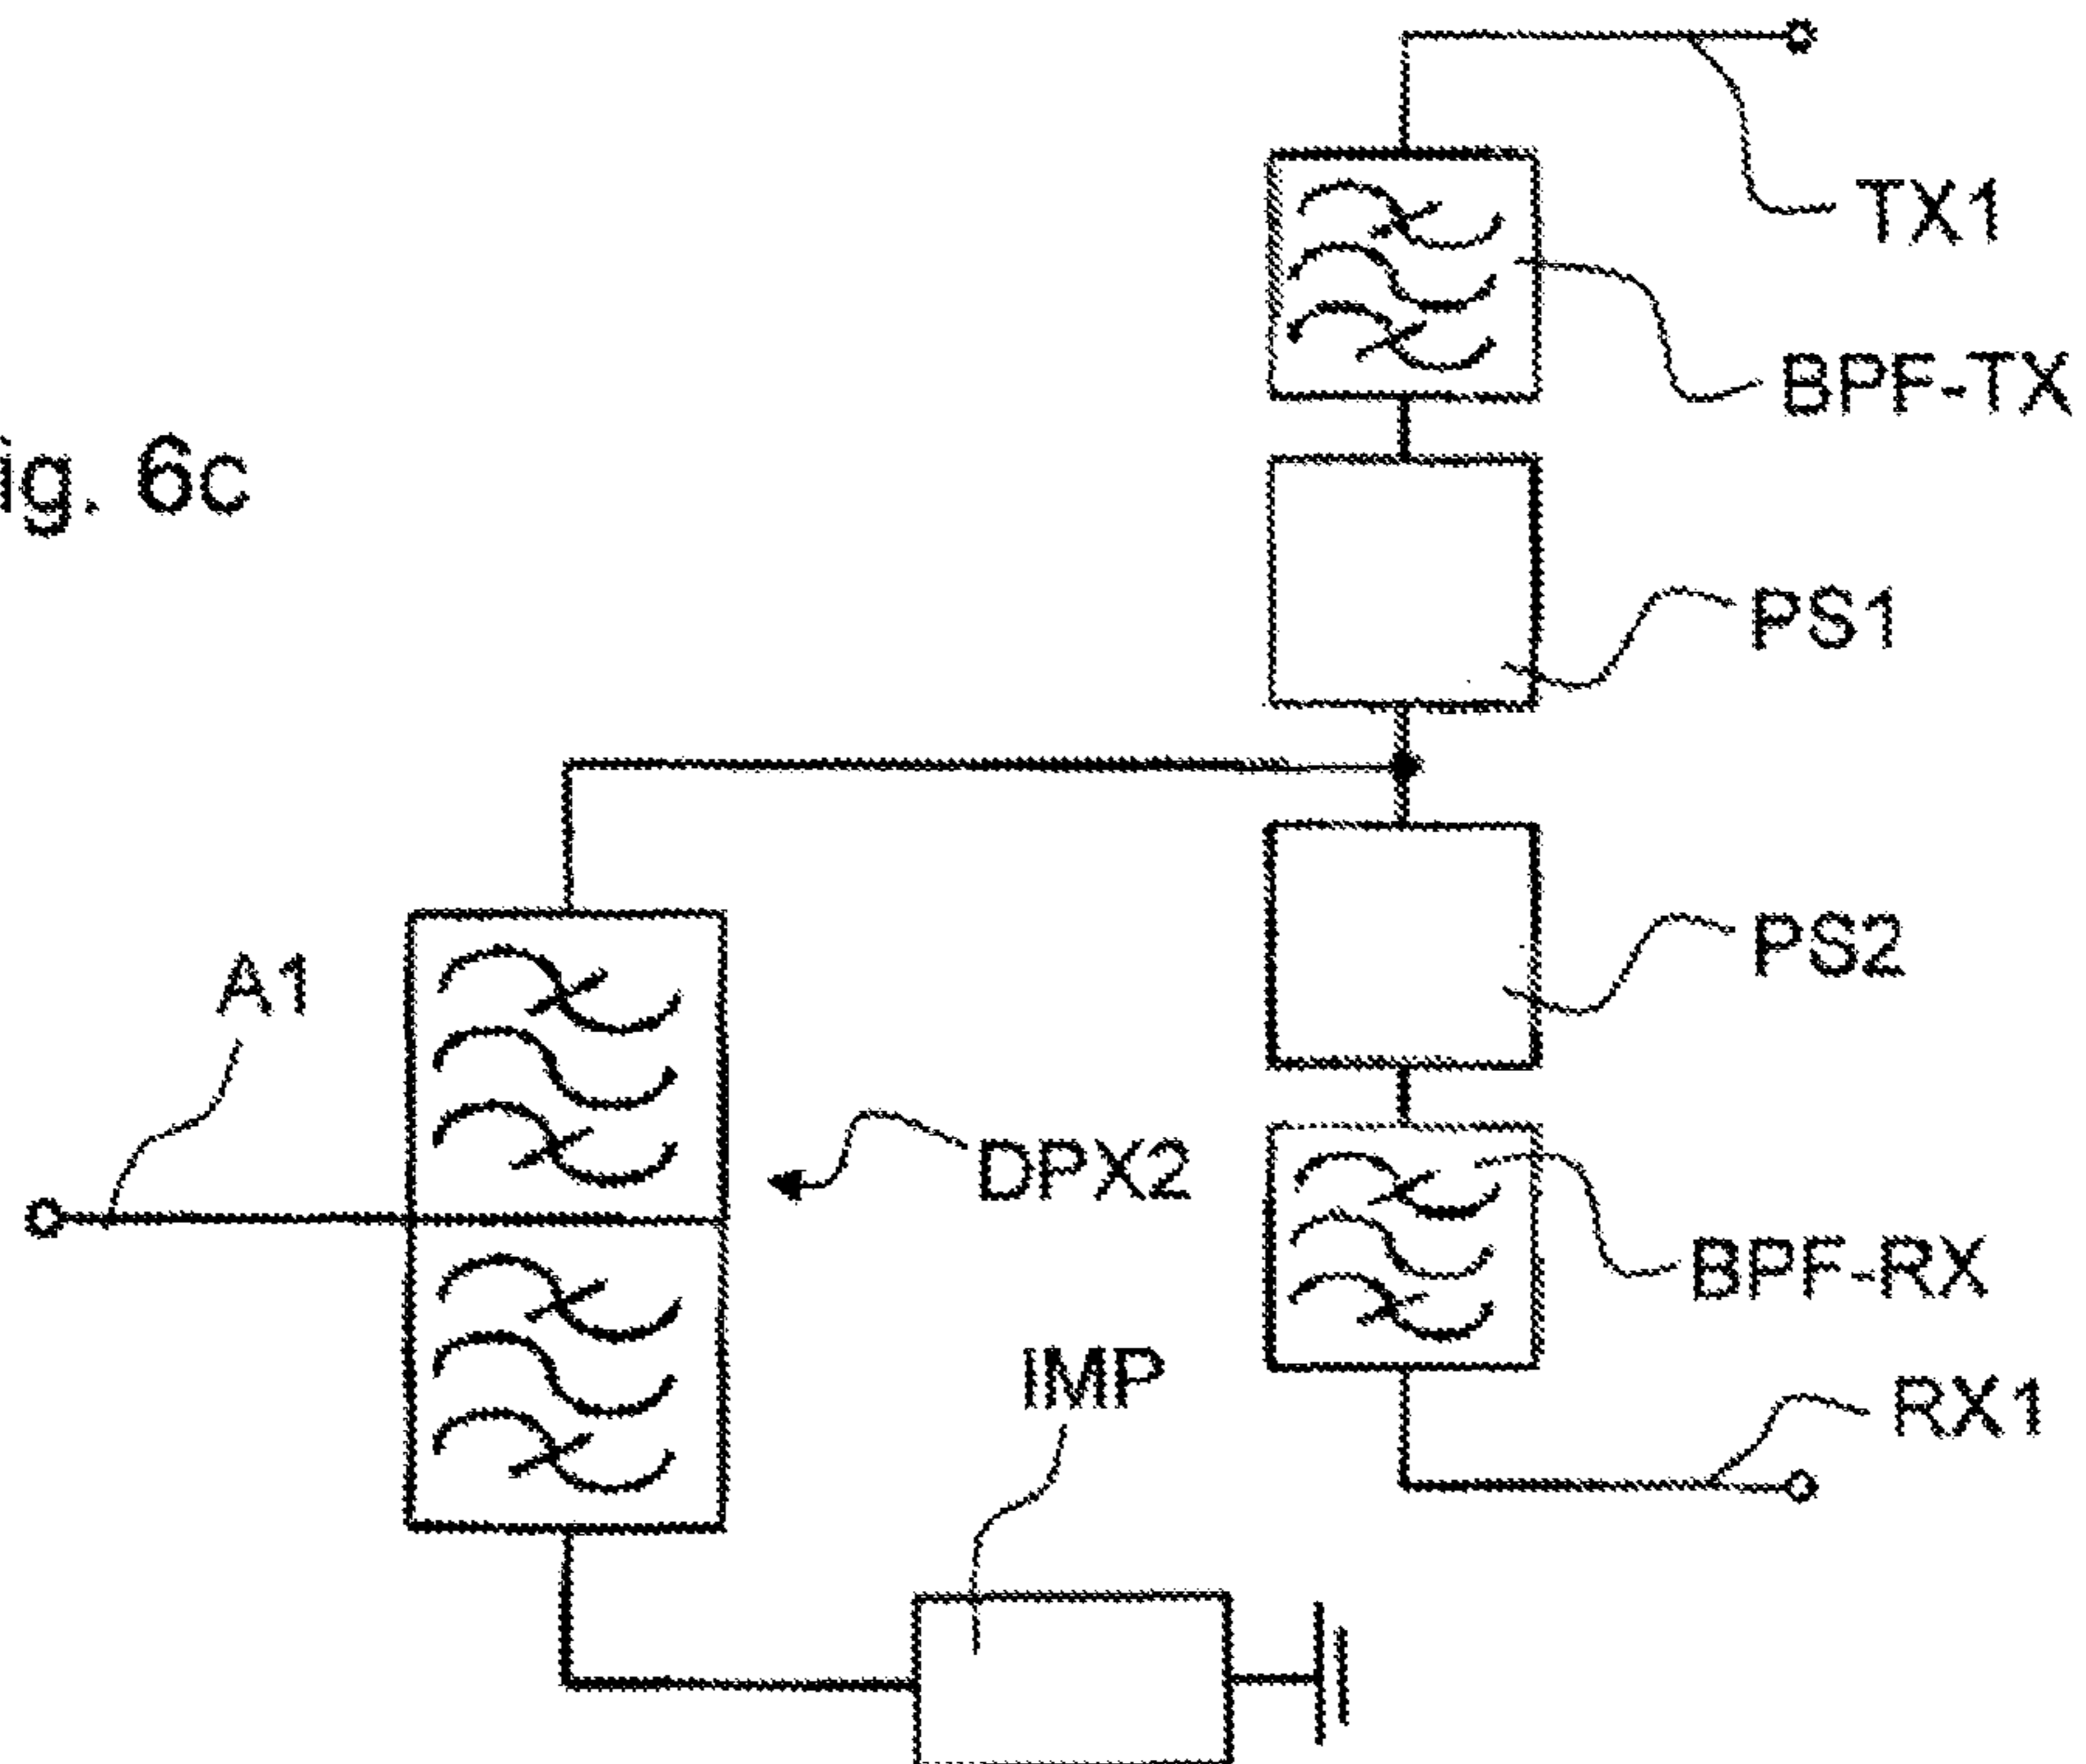 TX1
BPF-TX
ig. 6c
PS1
PS2
A1
DPX2
BPF-RX
IMP
RX1